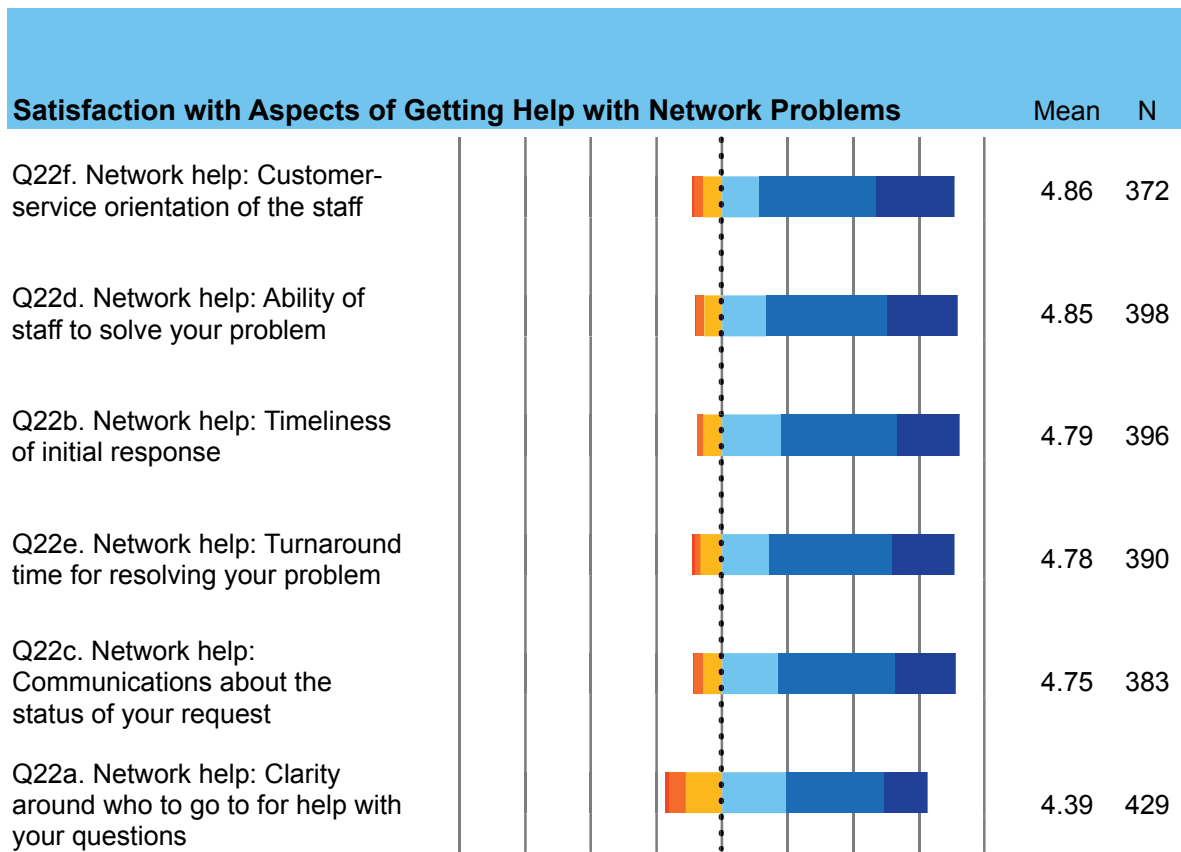 Satisfaction with Aspects of Getting Help with Network Problems Mean N
Q22f. Network help: Customer-
service orientation of the staff
4.86 372
Q22d. Network help: Ability of
staff to solve your problem
4.85 398
Q22b. Network help: Timeliness
of initial response
4.79 396
Q22e. Network help: Turnaround
time for resolving your problem
4.78 390
Q22c. Network help:
Communications about the
status of your request
4.75 383
Q22a. Network help: Clarity
around who to go to for help with
your questions
4.39 429